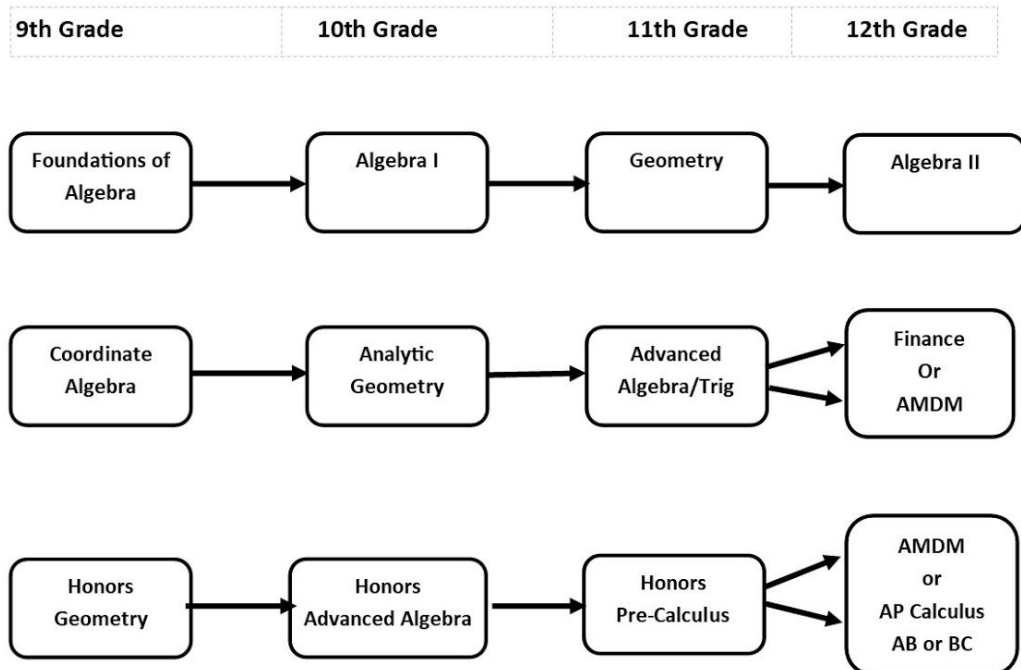 9th Grade 10th Grade 11th Grade 12th Grade
Foundations of
Algebra
Algebra I
Geometry
Algebra II
Coordinate
Algebra
Analytic
Geometry
Advanced
Algebra/Trig
Finance
Or
AMDM
Honors
Geometry
Honors
Advanced Algebra
Honors
Pre-Calculus
AMDM
or
AP Calculus
AB or BC